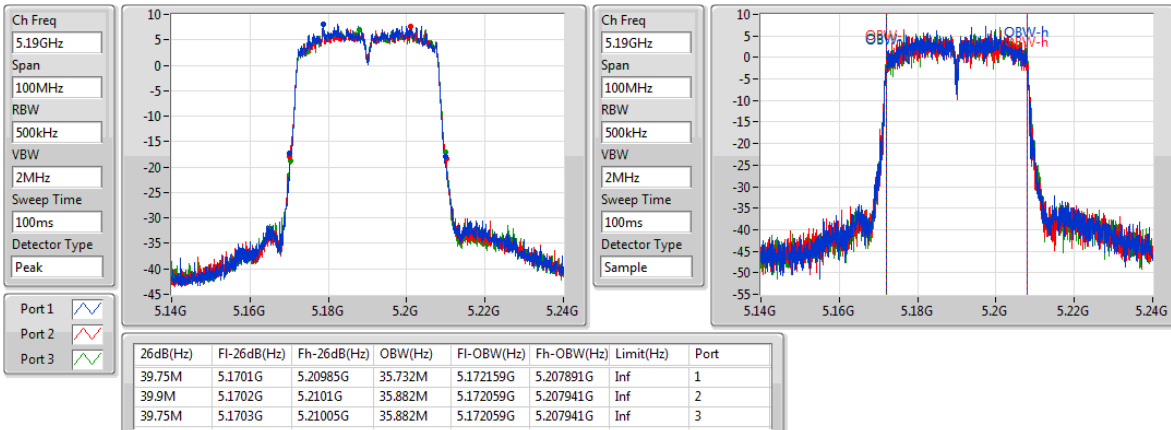 Ch Freq
5.19GHz
Span
100MHz
RBW
500kHz
VBW
2MHz
Sweep Time
100ms
Detector Type
Peak
Port 1
Port 2
Port 3
10
5
0
-5
-10
-15
-20
-25
-30
-35
-40
-45
5.14G 5.16G 5.18G 5.2G 5.22G 5.24G
Ch Freq
5.19GHz
Span
100MHz
RBW
500kHz
VBW
2MHz
Sweep Time
100ms
Detector Type
Sample
10
5
0
-5
-10
-15
-20
-25
-30
-35
-40
-45
-50
-55
OBW-h
OBW-h
5.14G 5.16G 5.18G 5.2G 5.22G 5.24G
26dB(Hz) Fl-26dB(Hz) Fh-26dB(Hz) OBW(Hz) Fl-OBW(Hz) Fh-OBW(Hz) Limit(Hz) Port
39.75M 5.1701G 5.20985G 35.732M 5.172159G 5.207891G Inf 1
39.9M 5.1702G 5.2101G 35.882M 5.172059G 5.207941G Inf 2
39.75M 5.1703G 5.21005G 35.882M 5.172059G 5.207941G Inf 3